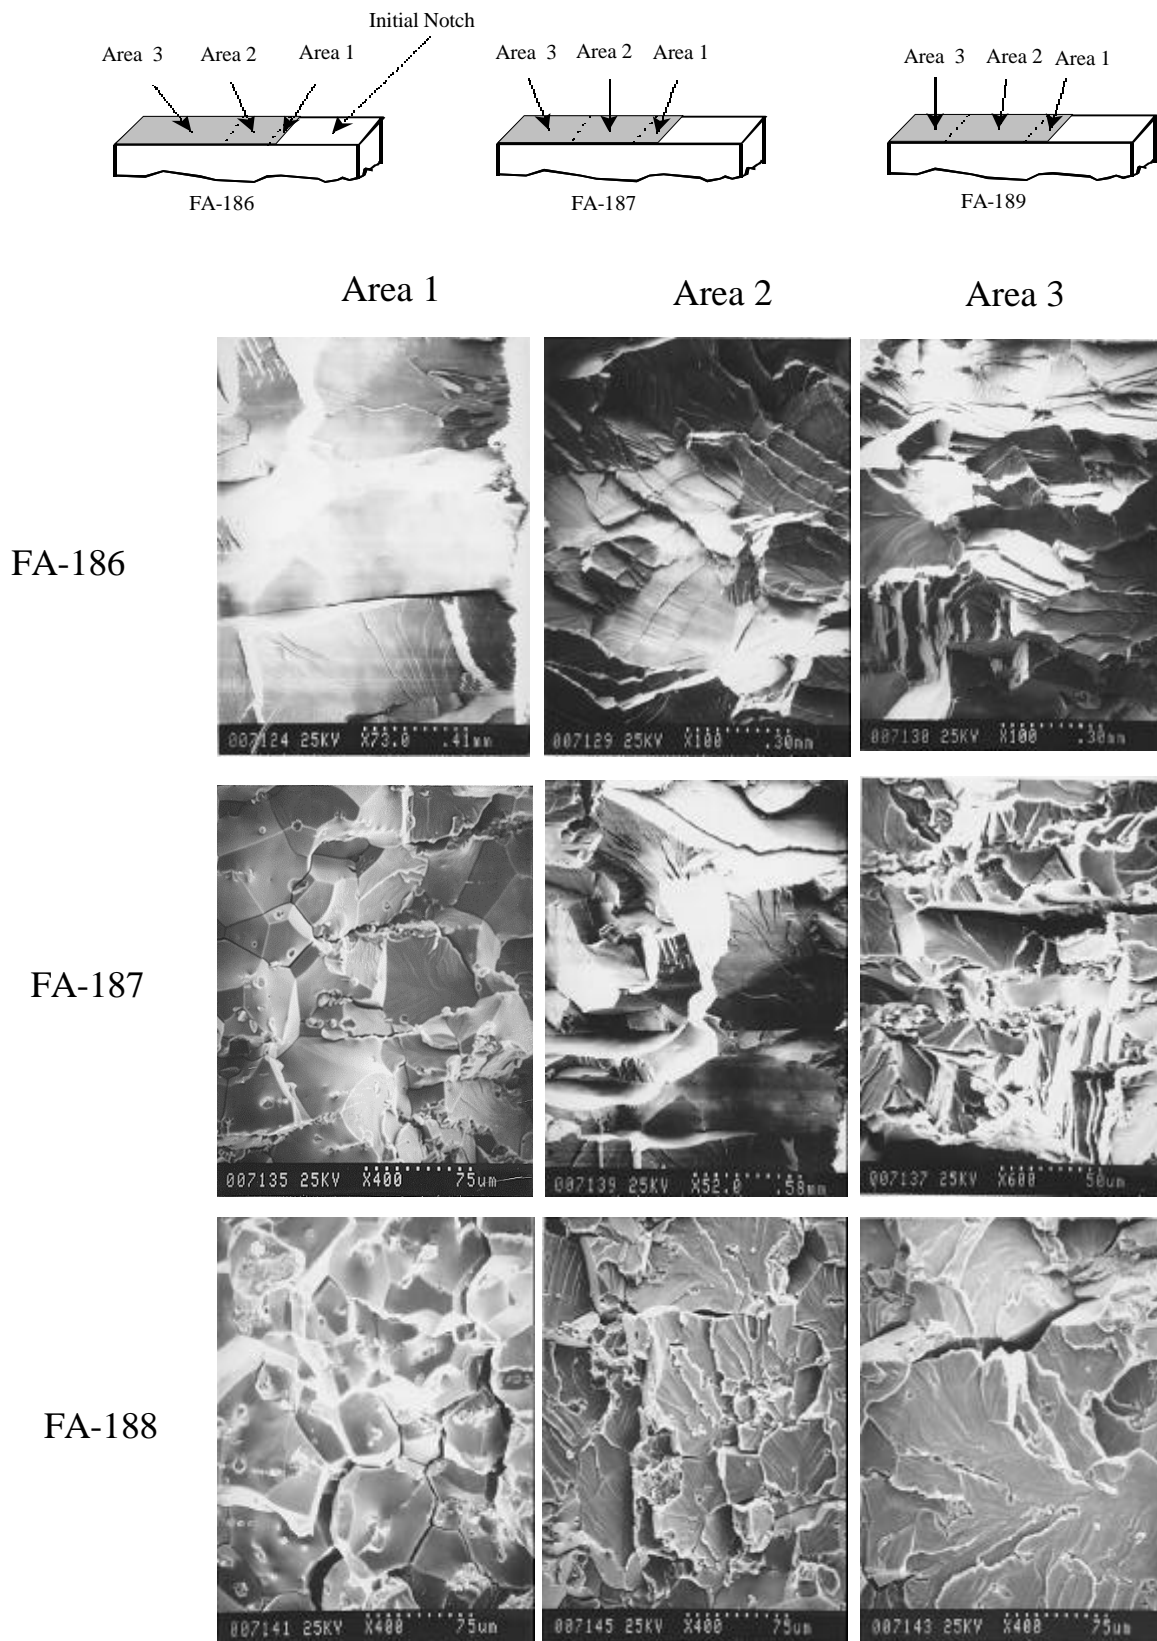 Initial Notch
Area 3 Area 2 Area 1
Area 3 Area 2 Area 1
Area 3 Area 2 Area 1
FA-186
FA-187
FA-189
Area 1 Area 2 Area 3
FA-186
007124 25KV X73.0 .41mm
007129 25KV X100 .30mm
007130 25KV X100 .30mm
FA-187
007135 25KV X400 75um
007139 25KV X52.0 .58mm
007137 25KV X600 50um
FA-188
007141 25KV X400 75um
007145 25KV X400 75um
007143 25KV X400 75um